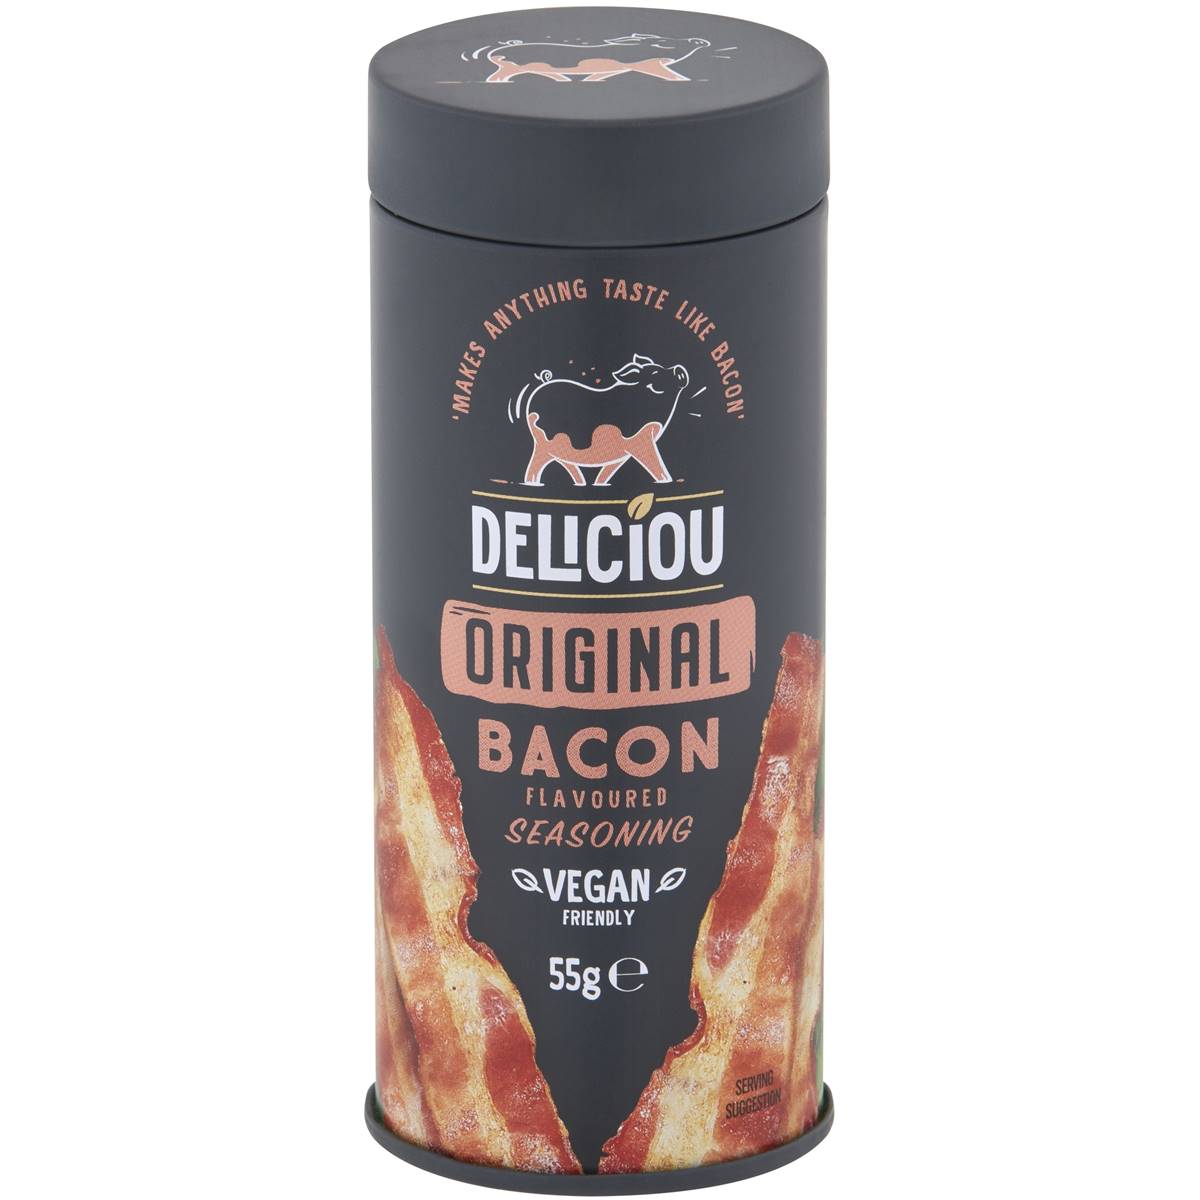 'MAKES ANYTHING TASTE LIKE BACON'
DELICIOU
ORIGINAL
BACON
FLAVOURED
SEASONING
VEGAN
FRIENDLY
55g ℮
SERVING
SUGGESTION